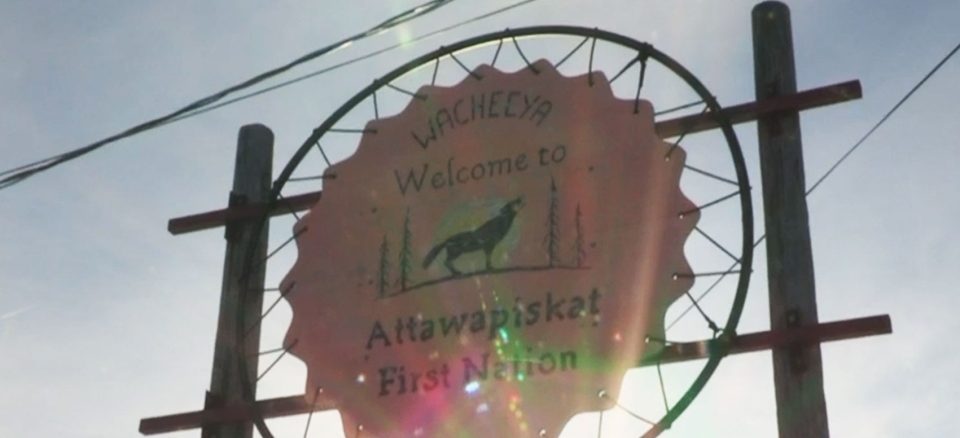 WACHEEYA
Welcome to
Attawapiskat
First Nation